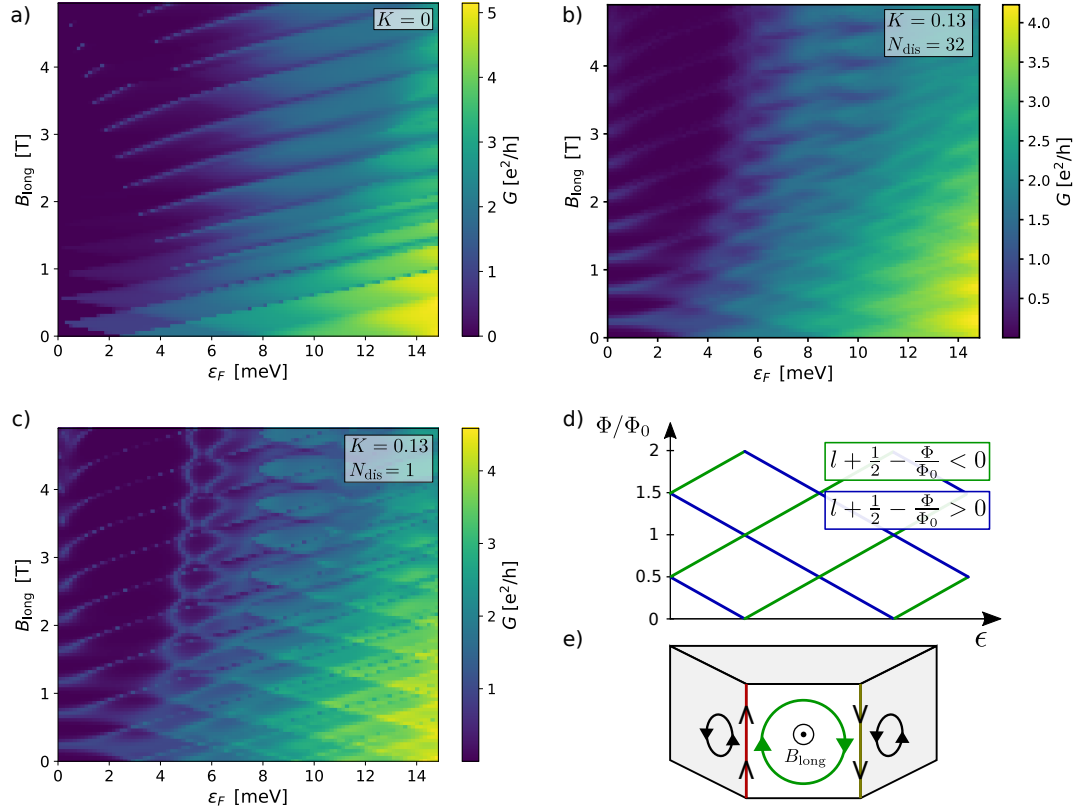 a)
K = 0
B_long [T]
4
3
2
1
0
0 2 4 6 8 10 12 14
ε_F [meV]
5
4
3
2
1
0
G [e²/h]
b)
K = 0.13
N_dis = 32
B_long [T]
4
3
2
1
0
0 2 4 6 8 10 12 14
ε_F [meV]
4.0
3.5
3.0
2.5
2.0
1.5
1.0
0.5
G [e²/h]
c)
K = 0.13
N_dis = 1
B_long [T]
4
3
2
1
0
0 2 4 6 8 10 12 14
ε_F [meV]
4
3
2
1
G [e²/h]
d)
Φ/Φ₀
2
1.5
1
0.5
0
l + 1/2 − Φ/Φ₀ < 0
l + 1/2 − Φ/Φ₀ > 0
ϵ
e)
B_long